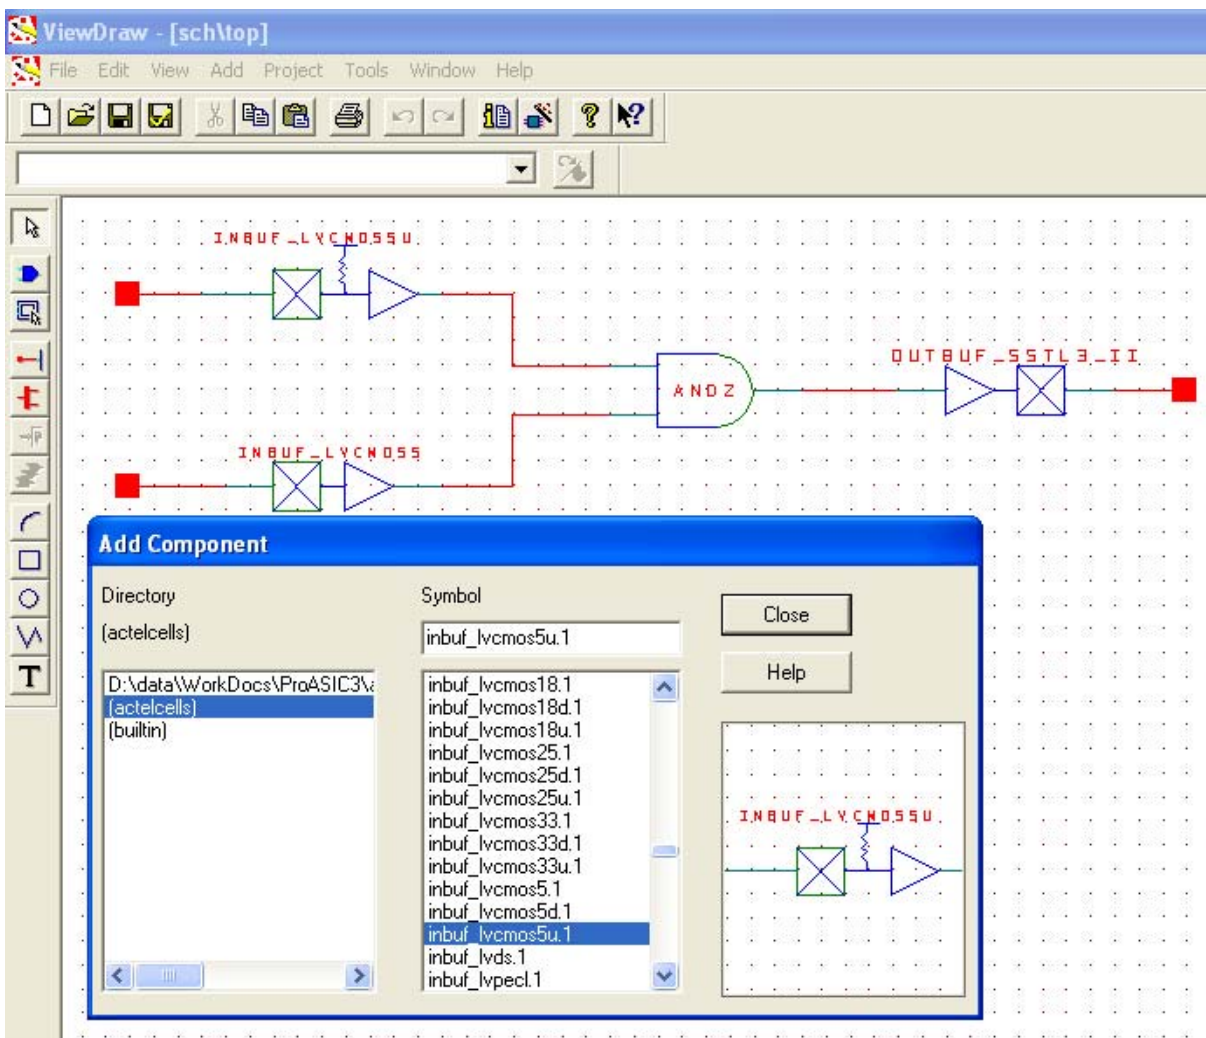 ViewDraw - [sch\top]
File Edit View Add Project Tools Window Help
INBUF_LVCMOS5U
OUTBUF_SSTL3_II
AND2
INBUF_LVCMOS5
Add Component
Directory
Symbol
Close
(actelcells)
inbuf_lvcmos5u.1
Help
D:\data\WorkDocs\ProASIC3\a
(actelcells)
(builtin)
inbuf_lvcmos18.1
inbuf_lvcmos18d.1
inbuf_lvcmos18u.1
inbuf_lvcmos25.1
inbuf_lvcmos25d.1
inbuf_lvcmos25u.1
inbuf_lvcmos33.1
inbuf_lvcmos33d.1
inbuf_lvcmos33u.1
inbuf_lvcmos5.1
inbuf_lvcmos5d.1
inbuf_lvcmos5u.1
inbuf_lvds.1
inbuf_lvpecl.1
INBUF_LVCMOS5U
T